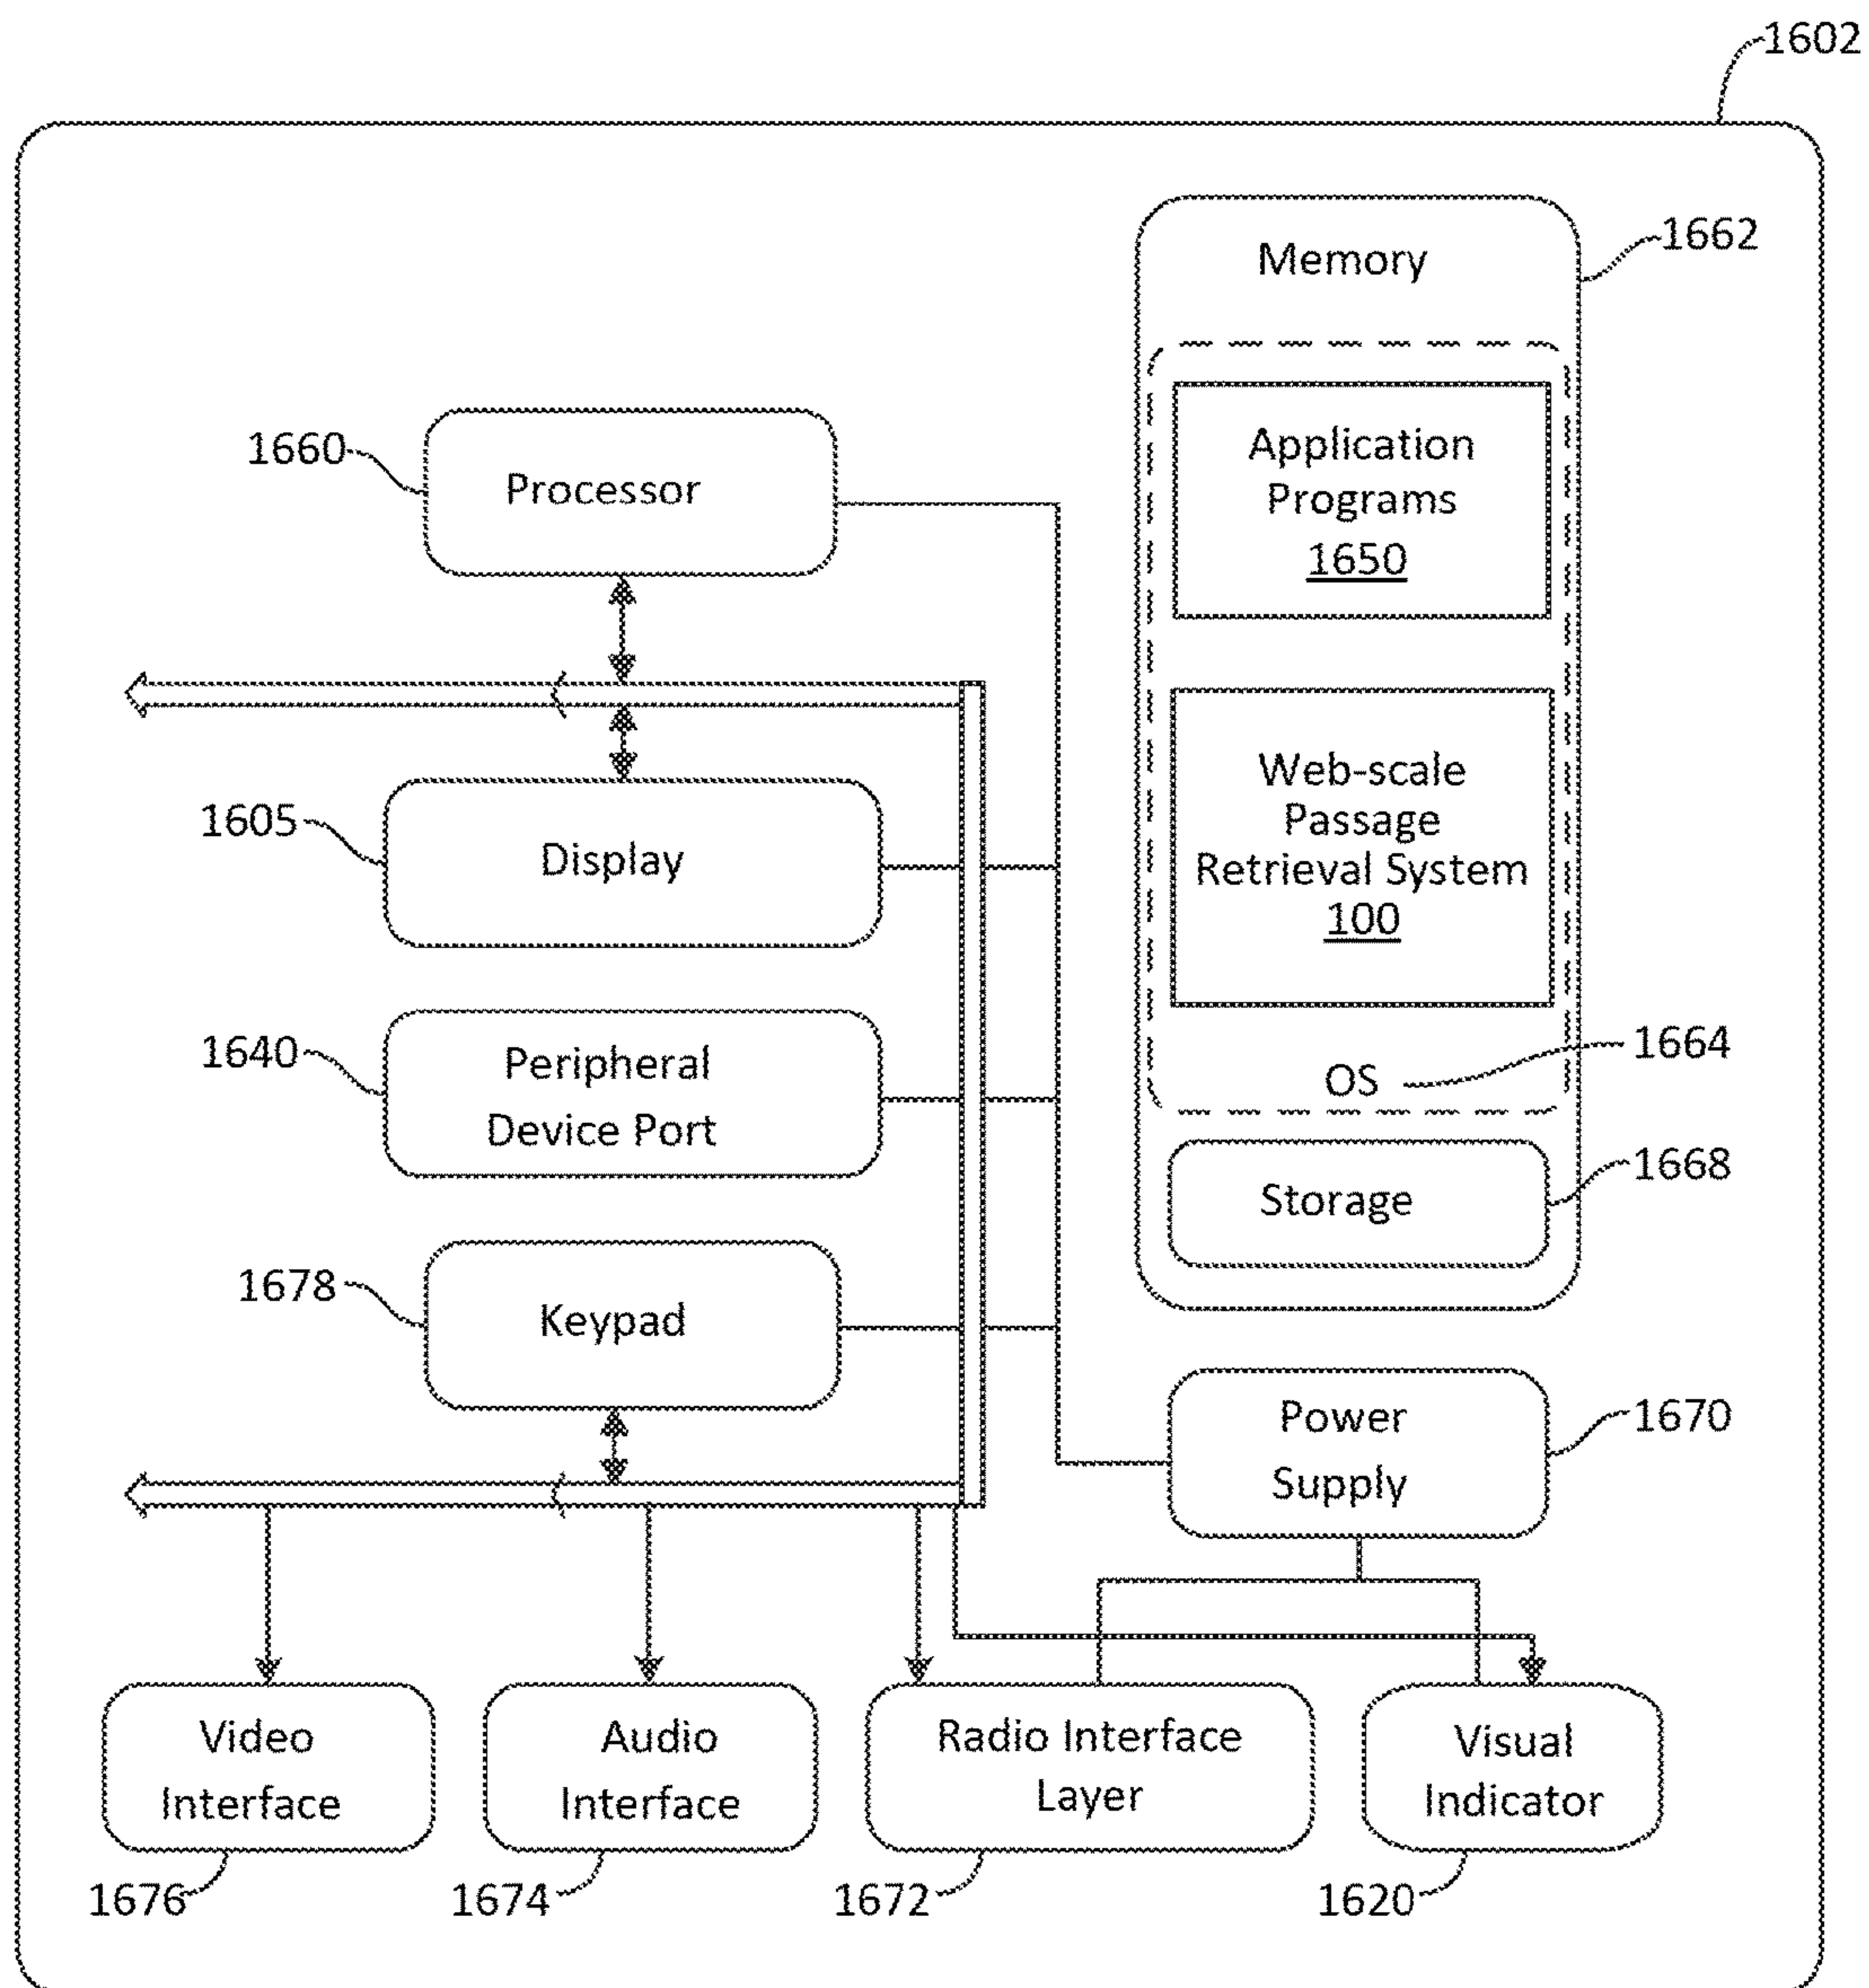 1602
Memory
1662
Application
Programs
1650
1660
Processor
Web-scale
Passage
Retrieval System
100
1605
Display
1640
Peripheral
Device Port
OS
1664
Storage
1668
1678
Keypad
Power
Supply
1670
Video
Interface
Audio
Interface
Radio Interface
Layer
Visual
Indicator
1676
1674
1672
1620